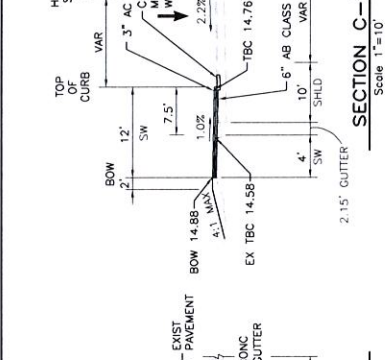 TOP
OF
CURB
VAR
BOW
12'
SW
2'
7.5'
1.0%
3" AC
2.2%
BOW 14.88
4:1 MAX
EX TBC 14.58
TBC 14.76
6" AB CLASS
4'
SW
10'
SHLD
VAR
2.15' GUTTER
EXIST
PAVEMENT
CONC
GUTTER
SECTION C-
Scale 1"=10'